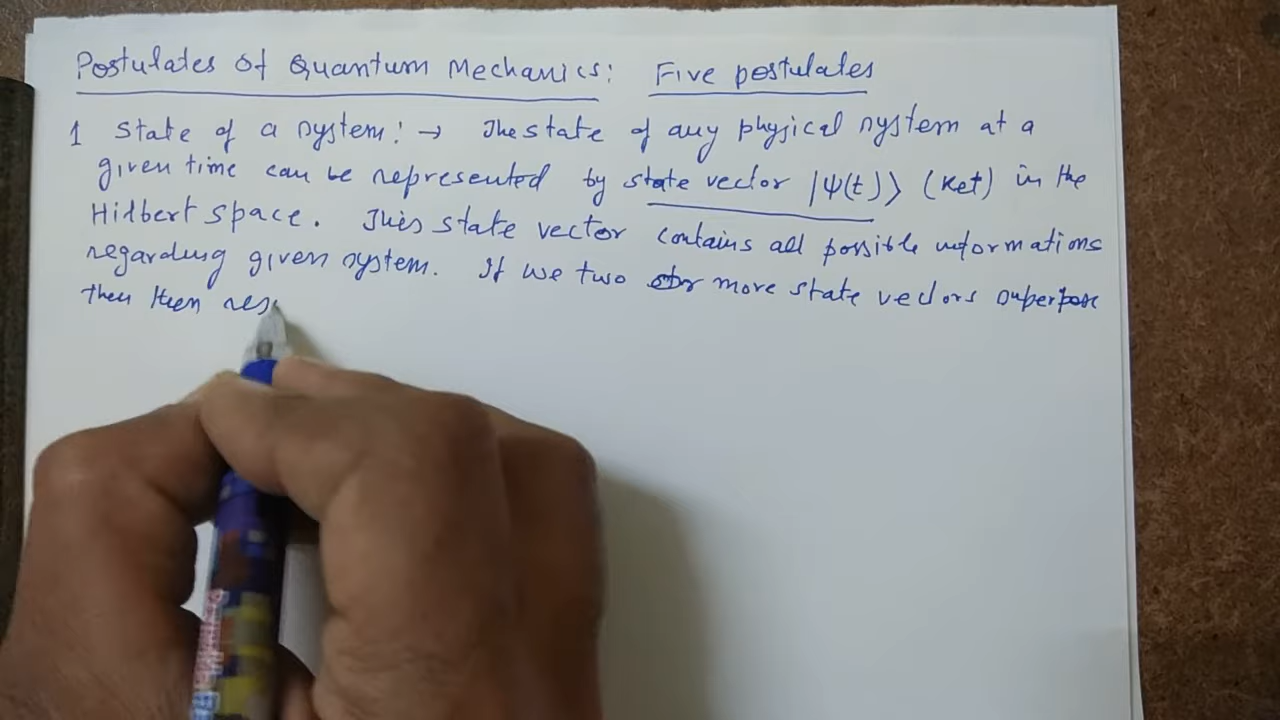 Postulates of Quantum Mechanics: Five postulates
1 State of a system: → The state of any physical system at a
given time can be represented by state vector |Ψ(t)⟩ (Ket) in the
Hilbert space. This state vector contains all possible informations
regarding given system. If we two or more state vectors superpose
then then res